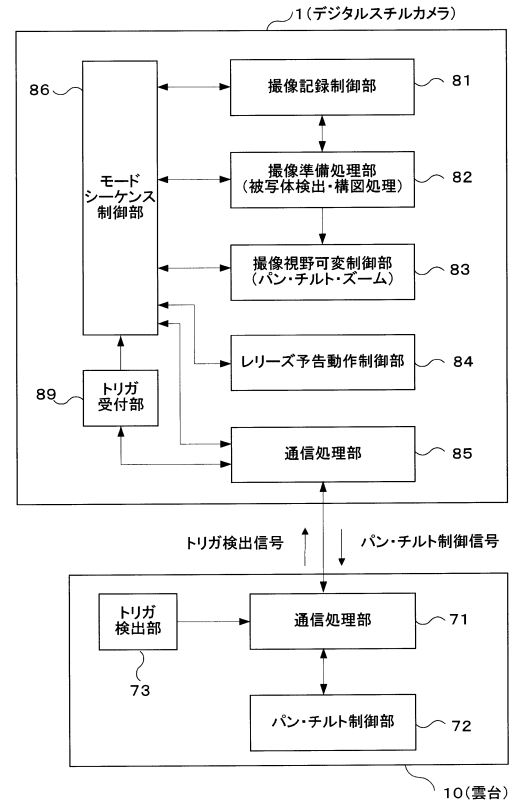 1(デジタルスチルカメラ)
86
モード
シーケンス
制御部
撮像記録制御部
81
撮像準備処理部
(被写体検出・構図処理)
82
撮像視野可変制御部
(パン・チルト・ズーム)
83
レリーズ予告動作制御部
84
89
トリガ
受付部
通信処理部
85
トリガ検出信号
パン・チルト制御信号
トリガ
検出部
73
通信処理部
71
パン・チルト制御部
72
10(雲台)